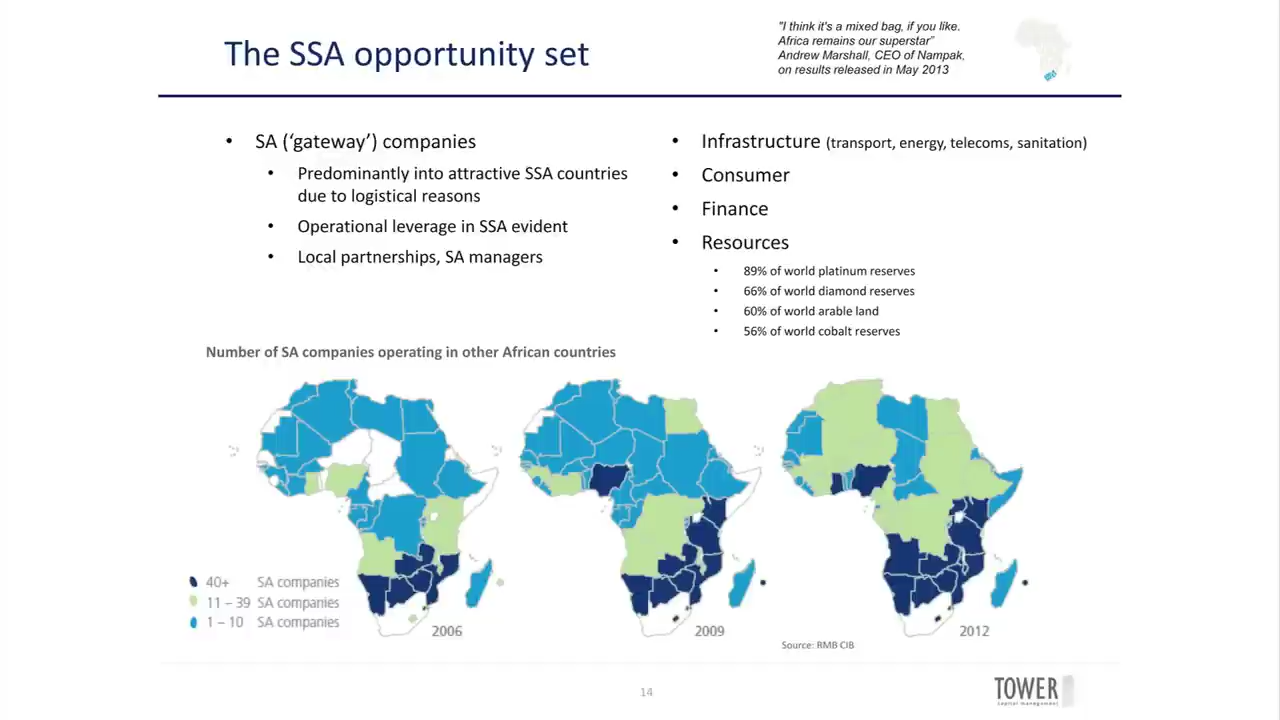 The SSA opportunity set
"I think it's a mixed bag, if you like.
Africa remains our superstar"
Andrew Marshall, CEO of Nampak,
on results released in May 2013
• SA (‘gateway’) companies
• Predominantly into attractive SSA countries
due to logistical reasons
• Operational leverage in SSA evident
• Local partnerships, SA managers
• Infrastructure (transport, energy, telecoms, sanitation)
• Consumer
• Finance
• Resources
• 89% of world platinum reserves
• 66% of world diamond reserves
• 60% of world arable land
• 56% of world cobalt reserves
Number of SA companies operating in other African countries
40+ SA companies
11 – 39 SA companies
1 – 10 SA companies
2006
2009
2012
Source: RMB CIB
14
TOWER
capital management